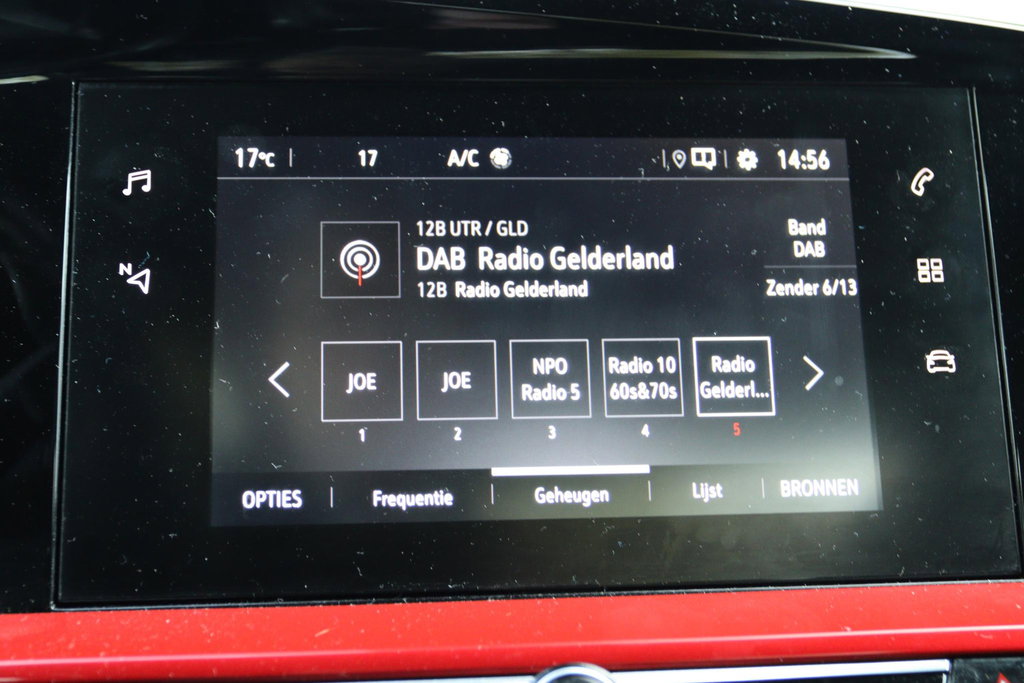 17°C | 17 A/C 14:56
N
12B UTR / GLD
DAB Radio Gelderland
12B Radio Gelderland
Band
DAB
Zender 6/13
JOE
JOE
NPO
Radio 5
Radio 10
60s&70s
Radio
Gelderl...
1 2 3 4 5
OPTIES | Frequentie | Geheugen | Lijst | BRONNEN